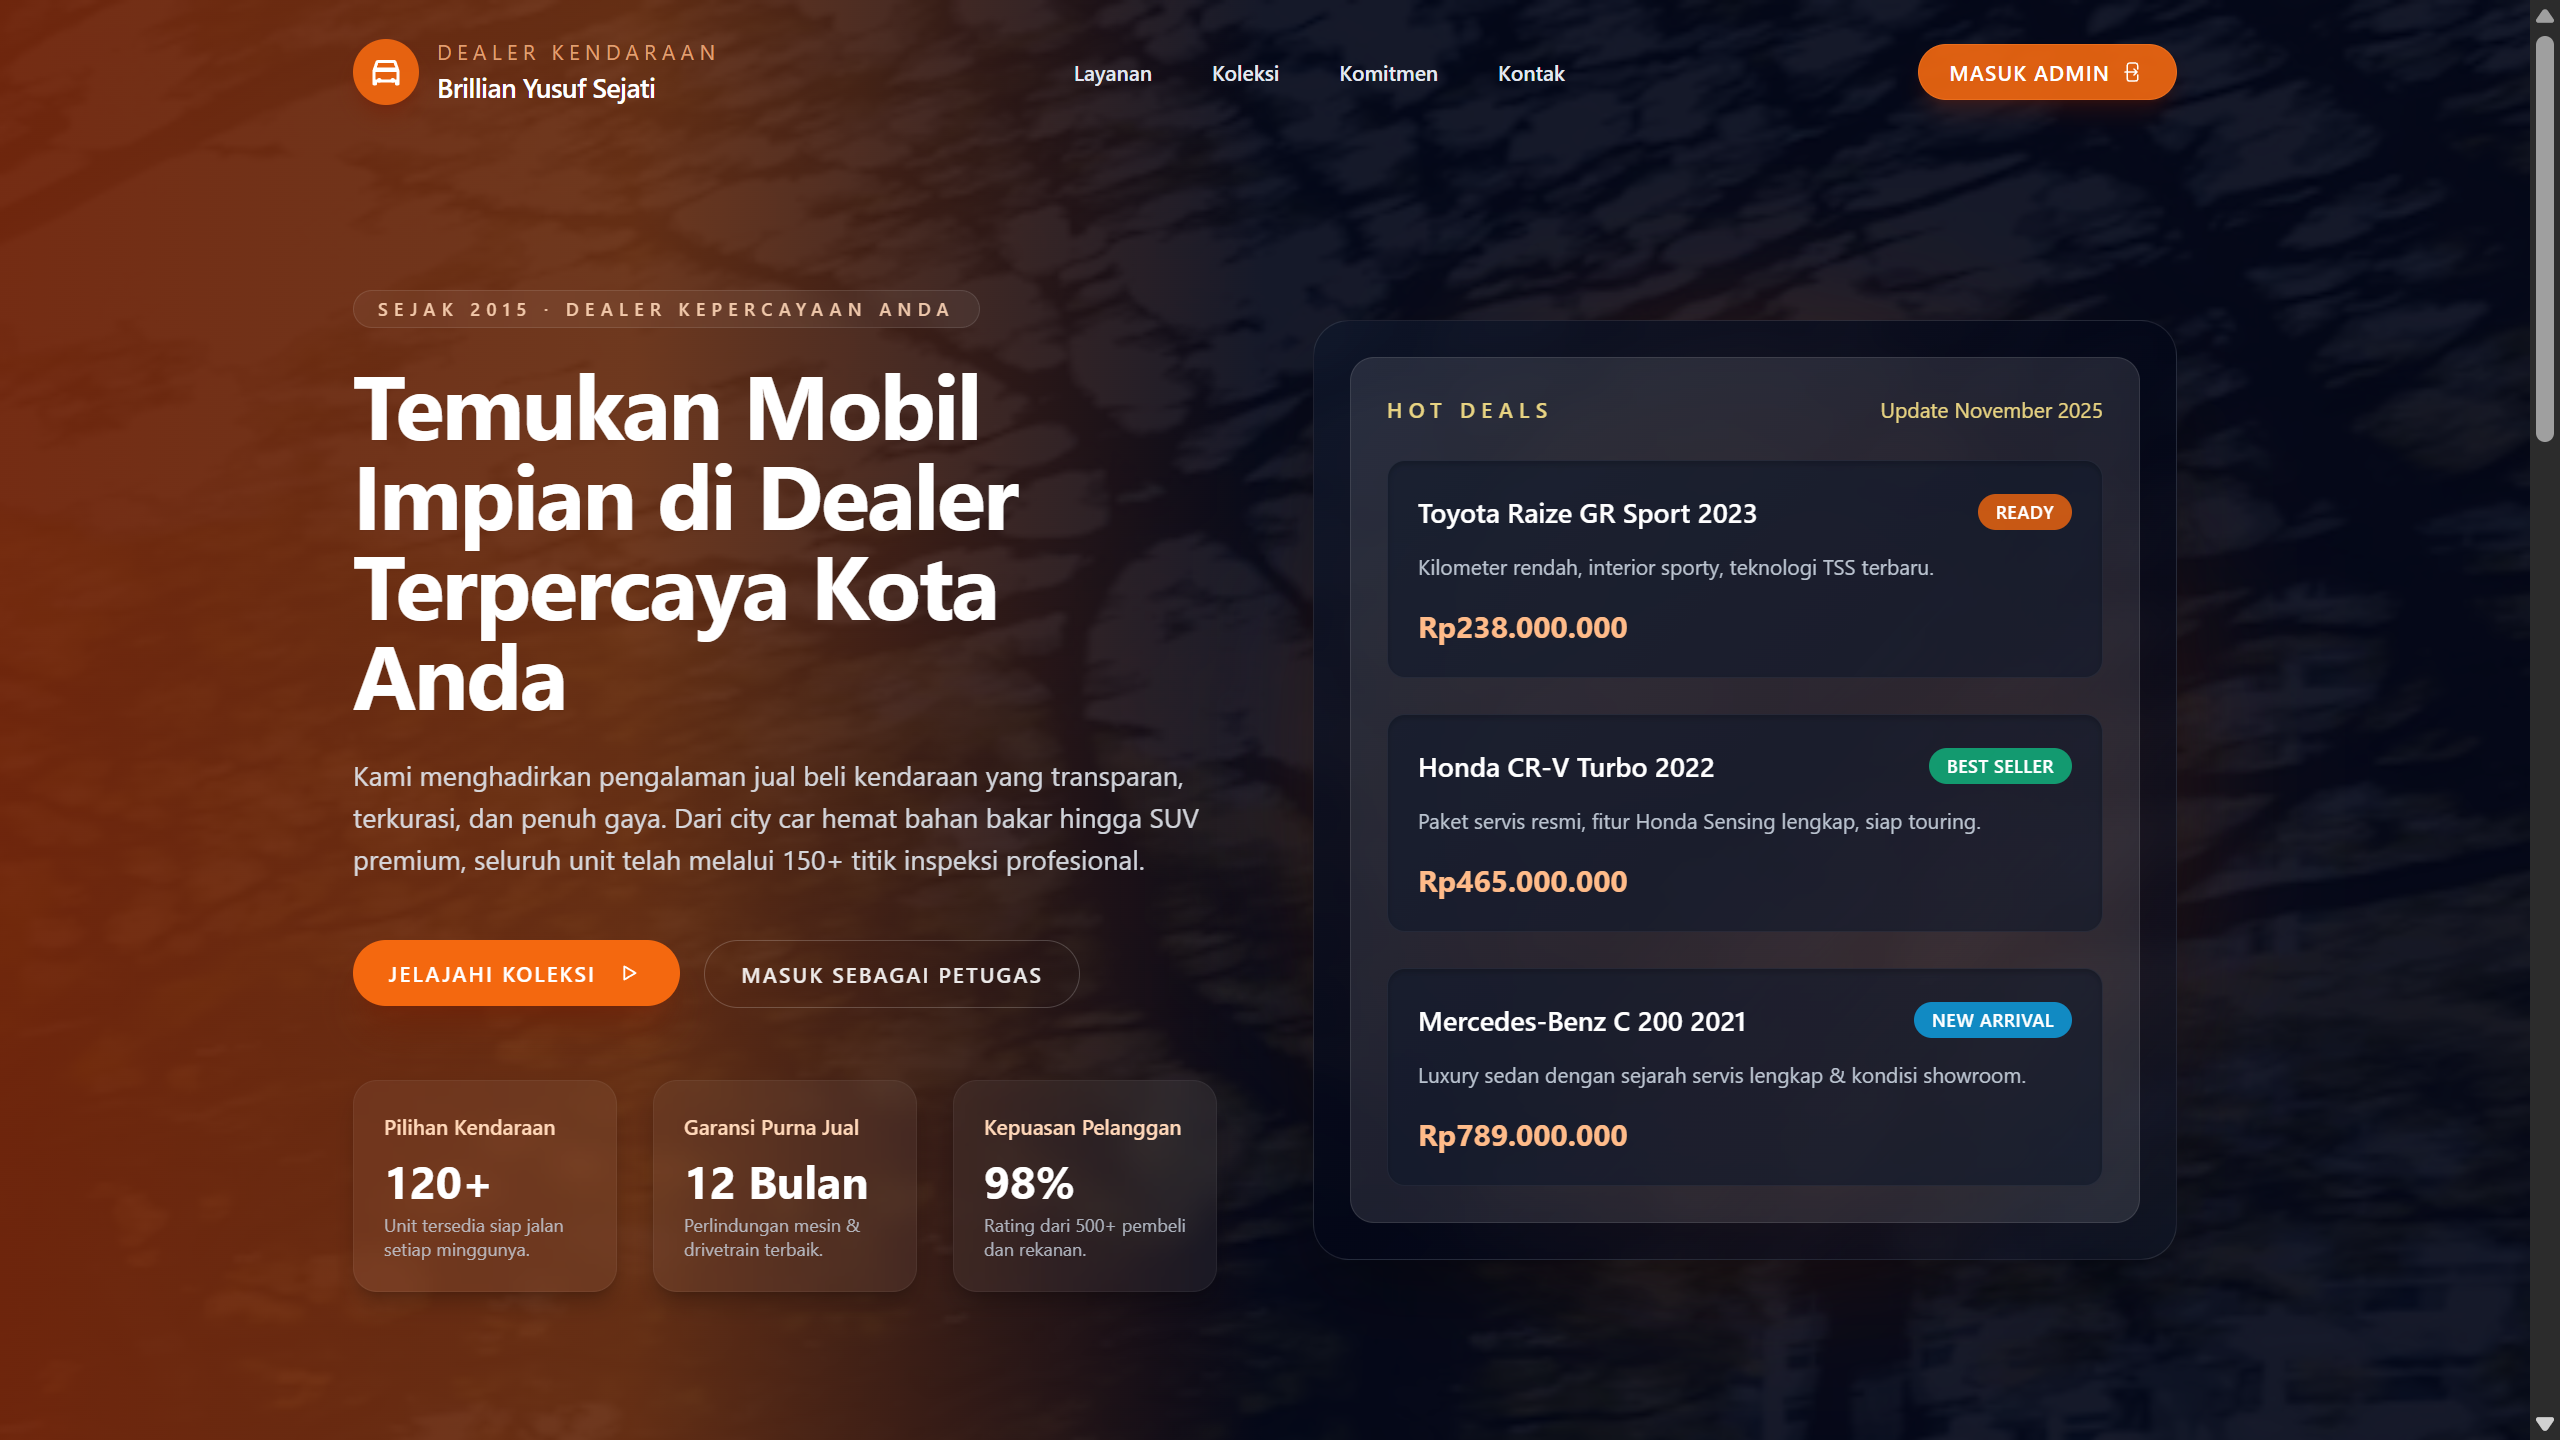 DEALER KENDARAAN
Brillian Yusuf Sejati
Layanan
Koleksi
Komitmen
Kontak
MASUK ADMIN
SEJAK 2015 · DEALER KEPERCAYAAN ANDA
Temukan Mobil
Impian di Dealer
Terpercaya Kota
Anda
Kami menghadirkan pengalaman jual beli kendaraan yang transparan,
terkurasi, dan penuh gaya. Dari city car hemat bahan bakar hingga SUV
premium, seluruh unit telah melalui 150+ titik inspeksi profesional.
JELAJAHI KOLEKSI
MASUK SEBAGAI PETUGAS
Pilihan Kendaraan
120+
Unit tersedia siap jalan
setiap minggunya.
Garansi Purna Jual
12 Bulan
Perlindungan mesin &
drivetrain terbaik.
Kepuasan Pelanggan
98%
Rating dari 500+ pembeli
dan rekanan.
HOT DEALS
Update November 2025
Toyota Raize GR Sport 2023
READY
Kilometer rendah, interior sporty, teknologi TSS terbaru.
Rp238.000.000
Honda CR-V Turbo 2022
BEST SELLER
Paket servis resmi, fitur Honda Sensing lengkap, siap touring.
Rp465.000.000
Mercedes-Benz C 200 2021
NEW ARRIVAL
Luxury sedan dengan sejarah servis lengkap & kondisi showroom.
Rp789.000.000